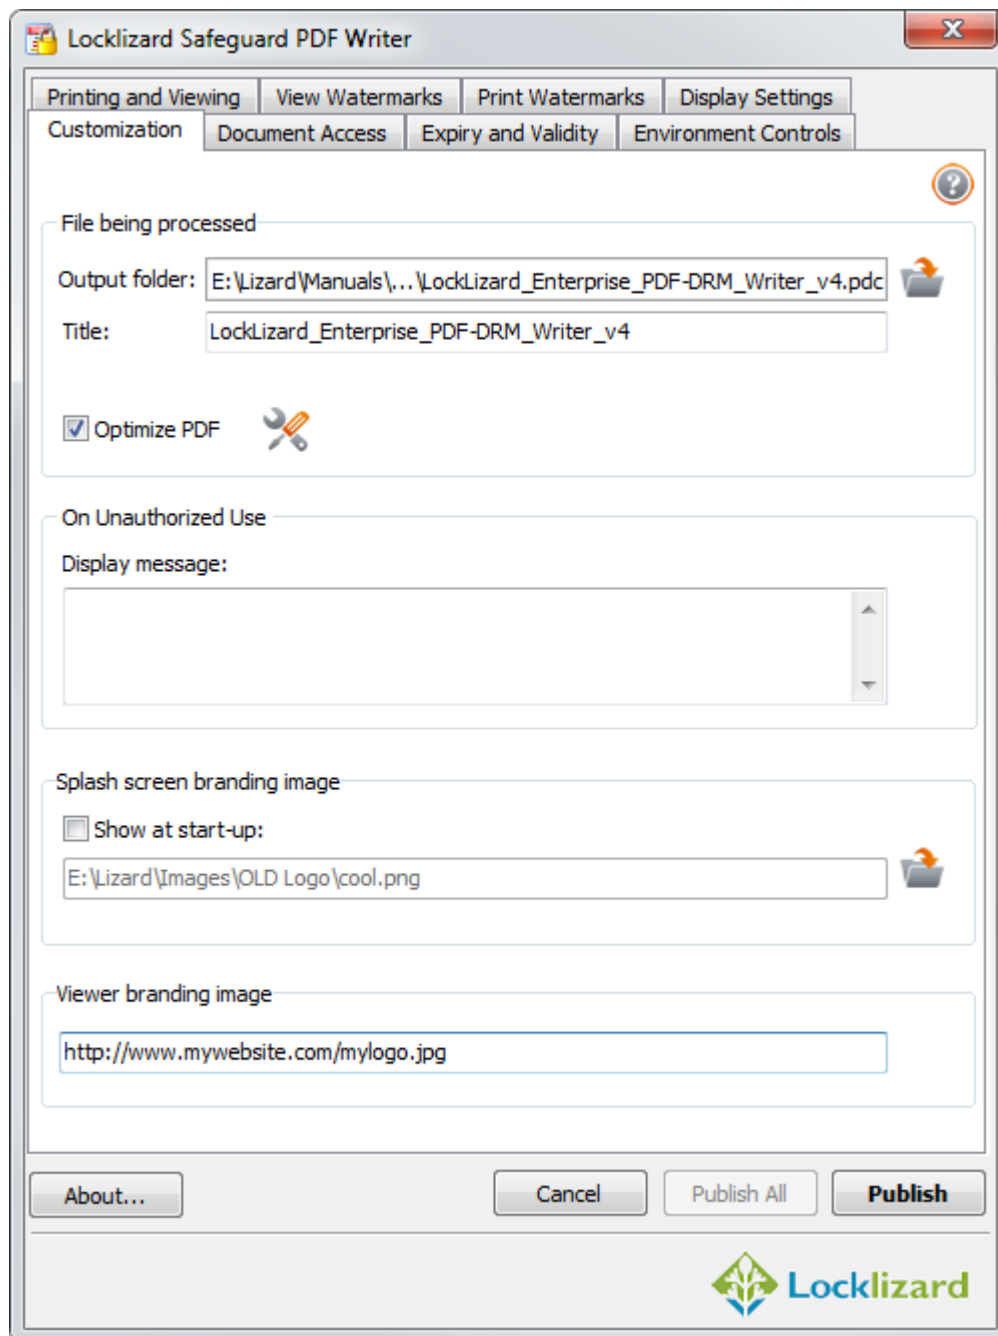 Locklizard Safeguard PDF Writer
Printing and Viewing View Watermarks Print Watermarks Display Settings
Customization Document Access Expiry and Validity Environment Controls
?
File being processed
Output folder: E:\Lizard\Manuals\...\LockLizard_Enterprise_PDF-DRM_Writer_v4.pdc
Title: LockLizard_Enterprise_PDF-DRM_Writer_v4
Optimize PDF
On Unauthorized Use
Display message:
Splash screen branding image
Show at start-up:
E:\Lizard\Images\OLD Logo\cool.png
Viewer branding image
http://www.mywebsite.com/mylogo.jpg
About... Cancel Publish All Publish
Locklizard